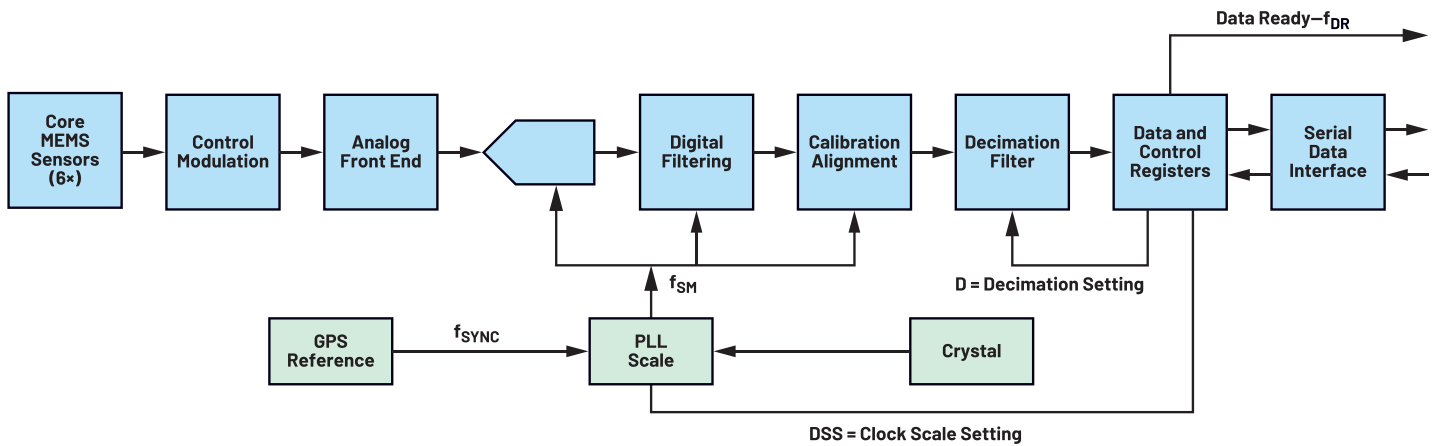 Data Ready–fDR
Core
MEMS
Sensors
(6×)
Control
Modulation
Analog
Front End
Digital
Filtering
Calibration
Alignment
Decimation
Filter
Data and
Control
Registers
Serial
Data
Interface
fSM
D = Decimation Setting
GPS
Reference
fSYNC
PLL
Scale
Crystal
DSS = Clock Scale Setting